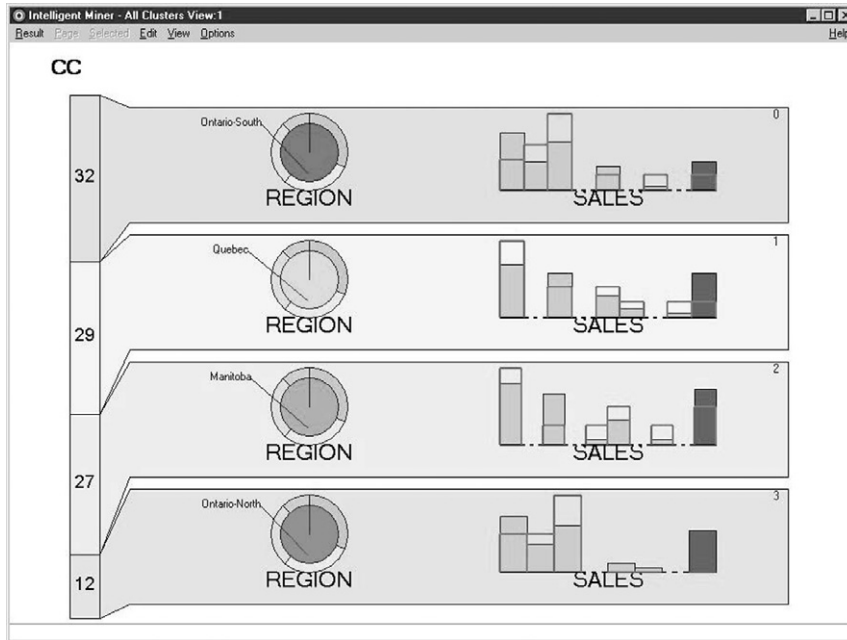 Intelligent Miner - All Clusters View:1
Result Page Selected Edit View Options Help
CC
32
Ontario-South
REGION
SALES
0
29
Quebec
REGION
SALES
1
27
Manitoba
REGION
SALES
2
12
Ontario-North
REGION
SALES
3